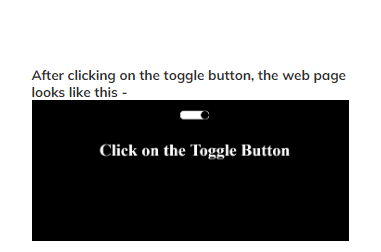 After clicking on the toggle button, the web page
looks like this -
Click on the Toggle Button